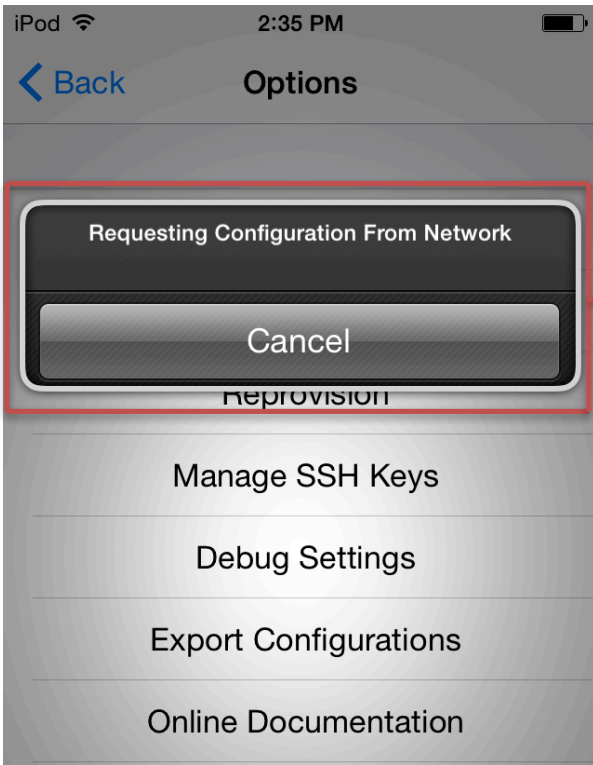 iPod 2:35 PM
Back Options
Requesting Configuration From Network
Cancel
Reprovision
Manage SSH Keys
Debug Settings
Export Configurations
Online Documentation